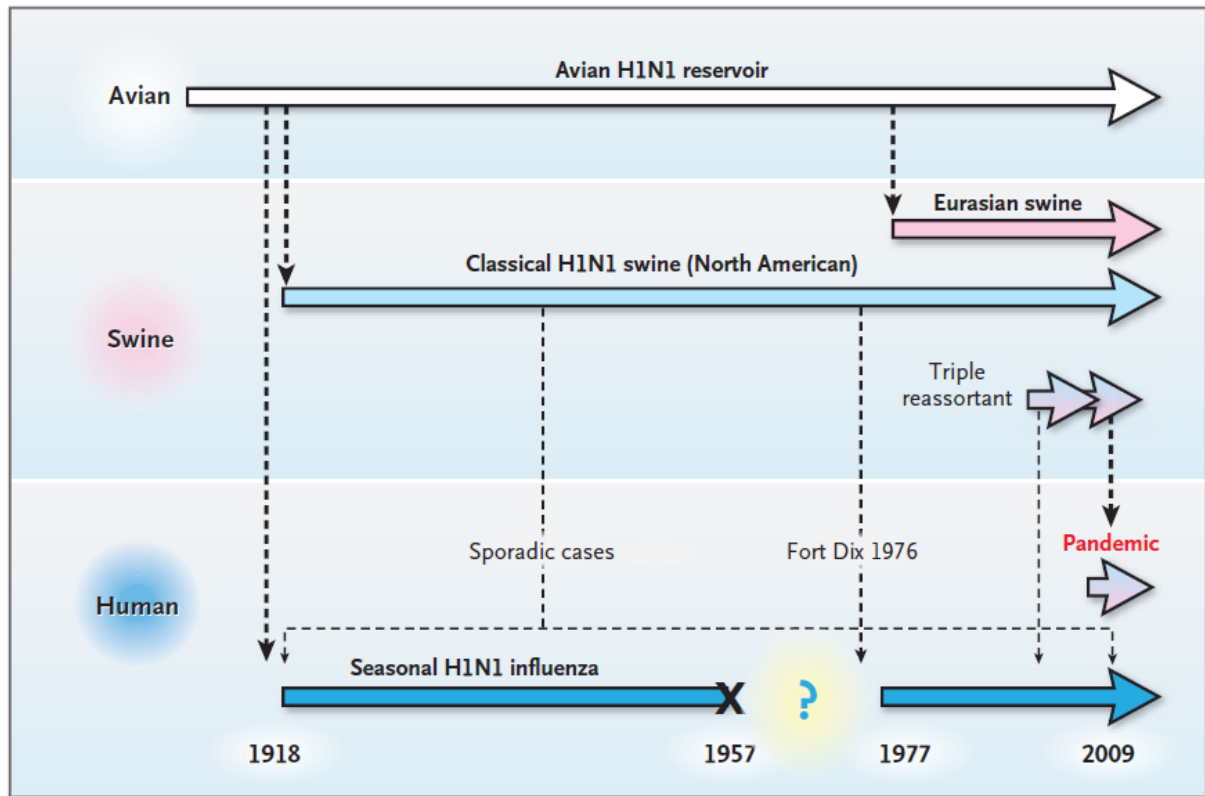 Avian H1N1 reservoir
Avian
Eurasian swine
Classical H1N1 swine (North American)
Swine
Triple
reassortant
Sporadic cases
Fort Dix 1976
Pandemic
Human
Seasonal H1N1 influenza
X
?
1918
1957
1977
2009